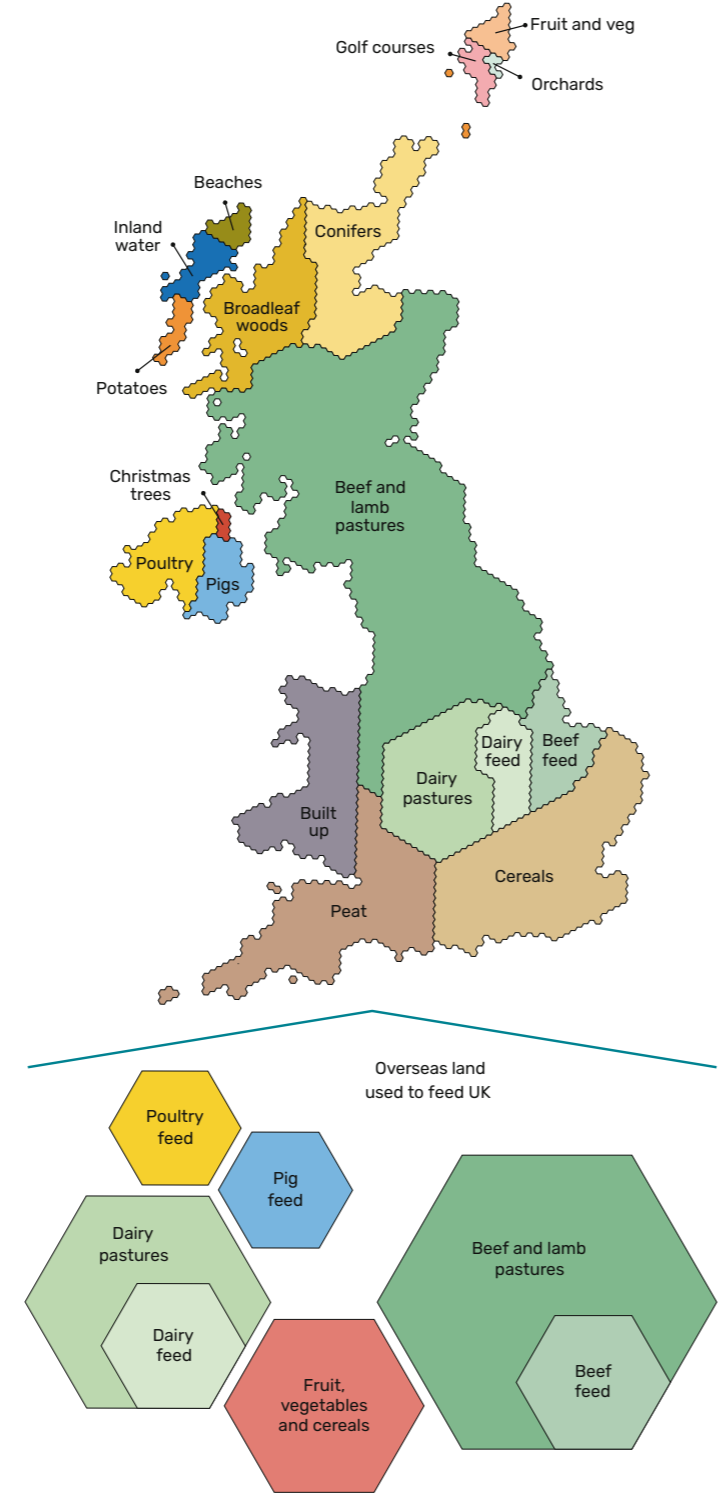 Fruit and veg
Golf courses
Orchards
Beaches
Inland
water
Conifers
Broadleaf
woods
Potatoes
Christmas
trees
Beef and
lamb
pastures
Poultry
Pigs
Dairy
feed
Beef
feed
Dairy
pastures
Built
up
Cereals
Peat
Overseas land
used to feed UK
Poultry
feed
Pig
feed
Dairy
pastures
Beef and lamb
pastures
Dairy
feed
Beef
feed
Fruit,
vegetables
and cereals